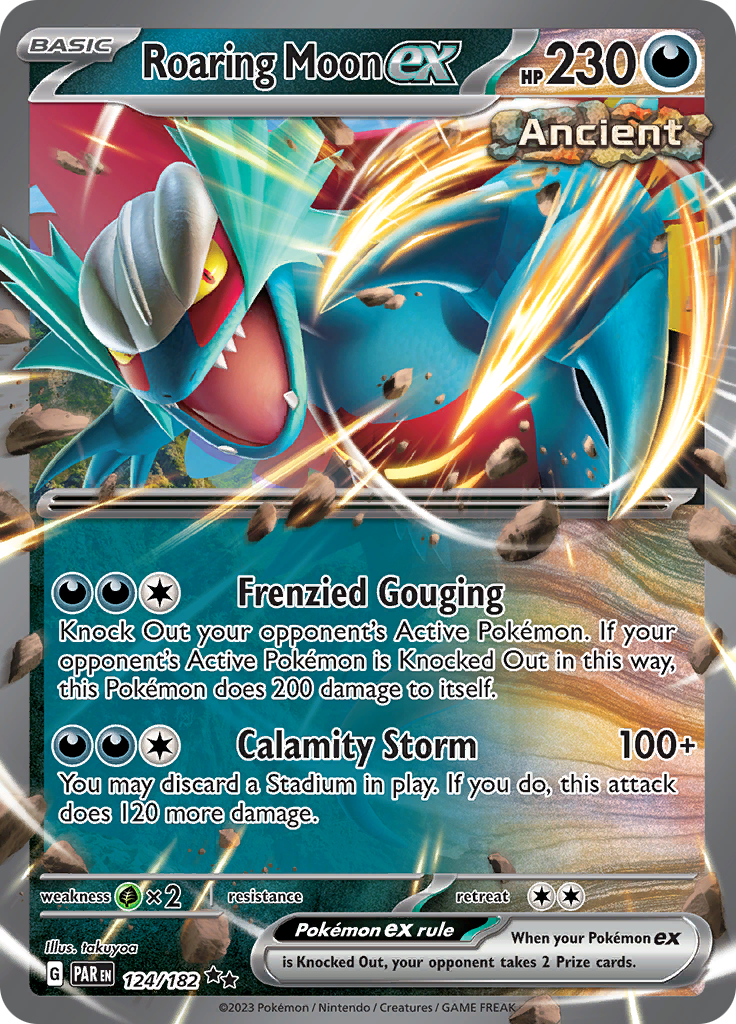 BASIC
Roaring Moon ex
HP 230
Ancient
Frenzied Gouging
Knock Out your opponent's Active Pokémon. If your
opponent's Active Pokémon is Knocked Out in this way,
this Pokémon does 200 damage to itself.
Calamity Storm 100+
You may discard a Stadium in play. If you do, this attack
does 120 more damage.
weakness ×2 resistance retreat
Pokémon ex rule
When your Pokémon ex
is Knocked Out, your opponent takes 2 Prize cards.
Illus. takuyoa
G PAR EN 124/182
©2023 Pokémon / Nintendo / Creatures / GAME FREAK